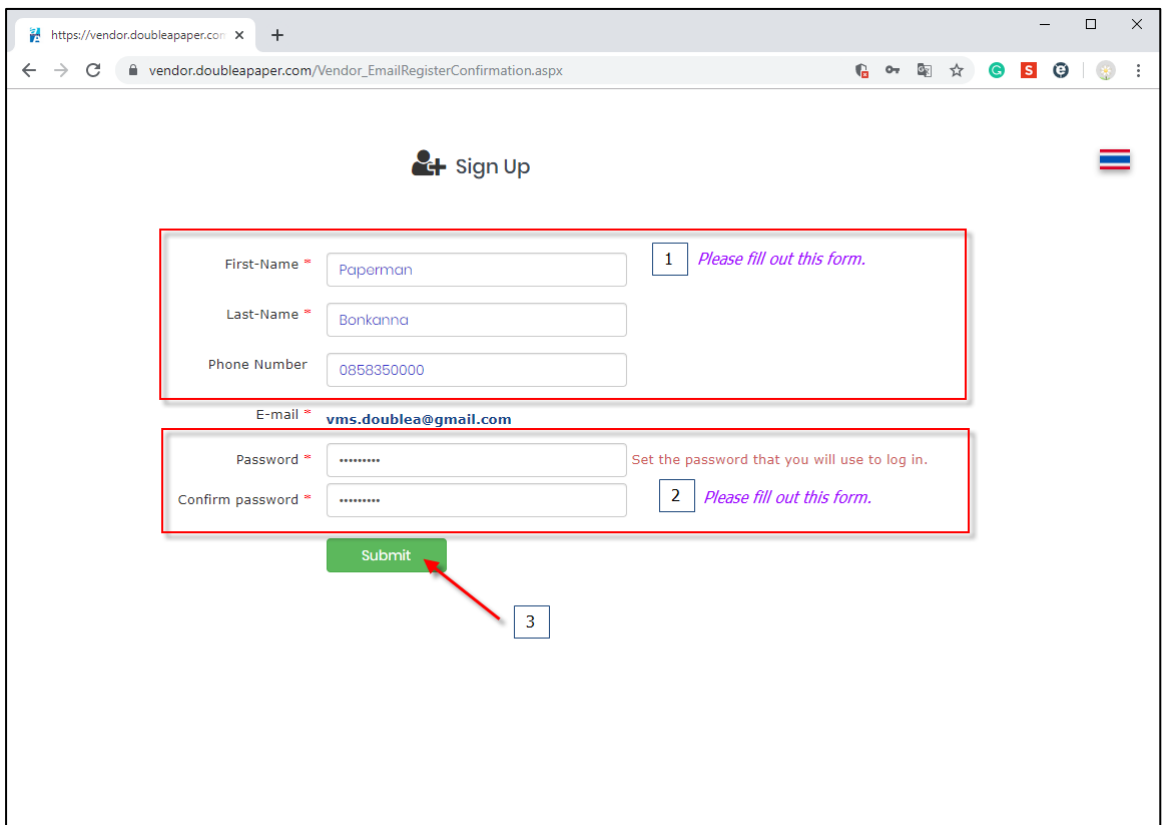 https://vendor.doubleapaper.com
vendor.doubleapaper.com/Vendor_EmailRegisterConfirmation.aspx
Sign Up
First-Name * Paperman 1 Please fill out this form.
Last-Name * Bonkanna
Phone Number 0858350000
E-mail * vms.doublea@gmail.com
Password * ••••••••• Set the password that you will use to log in.
Confirm password * ••••••••• 2 Please fill out this form.
Submit
3